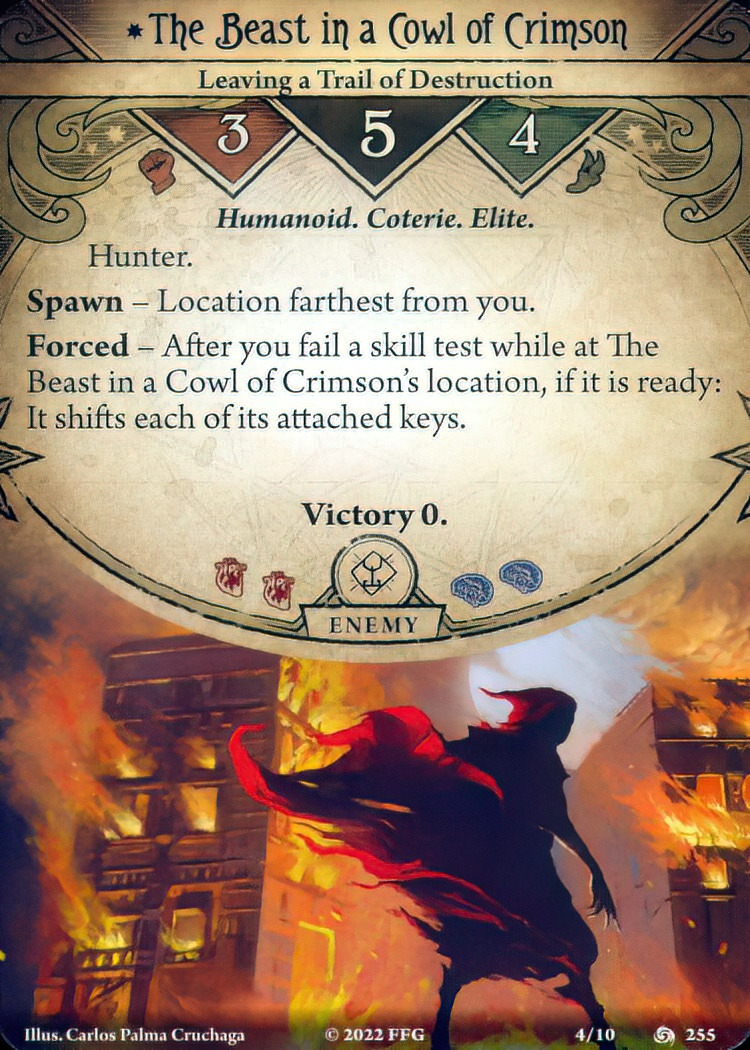 The Beast in a Cowl of Crimson
Leaving a Trail of Destruction
3 5 4
Humanoid. Coterie. Elite.
Hunter.
Spawn – Location farthest from you.
Forced – After you fail a skill test while at The
Beast in a Cowl of Crimson's location, if it is ready:
It shifts each of its attached keys.
Victory 0.
ENEMY
Illus. Carlos Palma Cruchaga © 2022 FFG 4/10 255